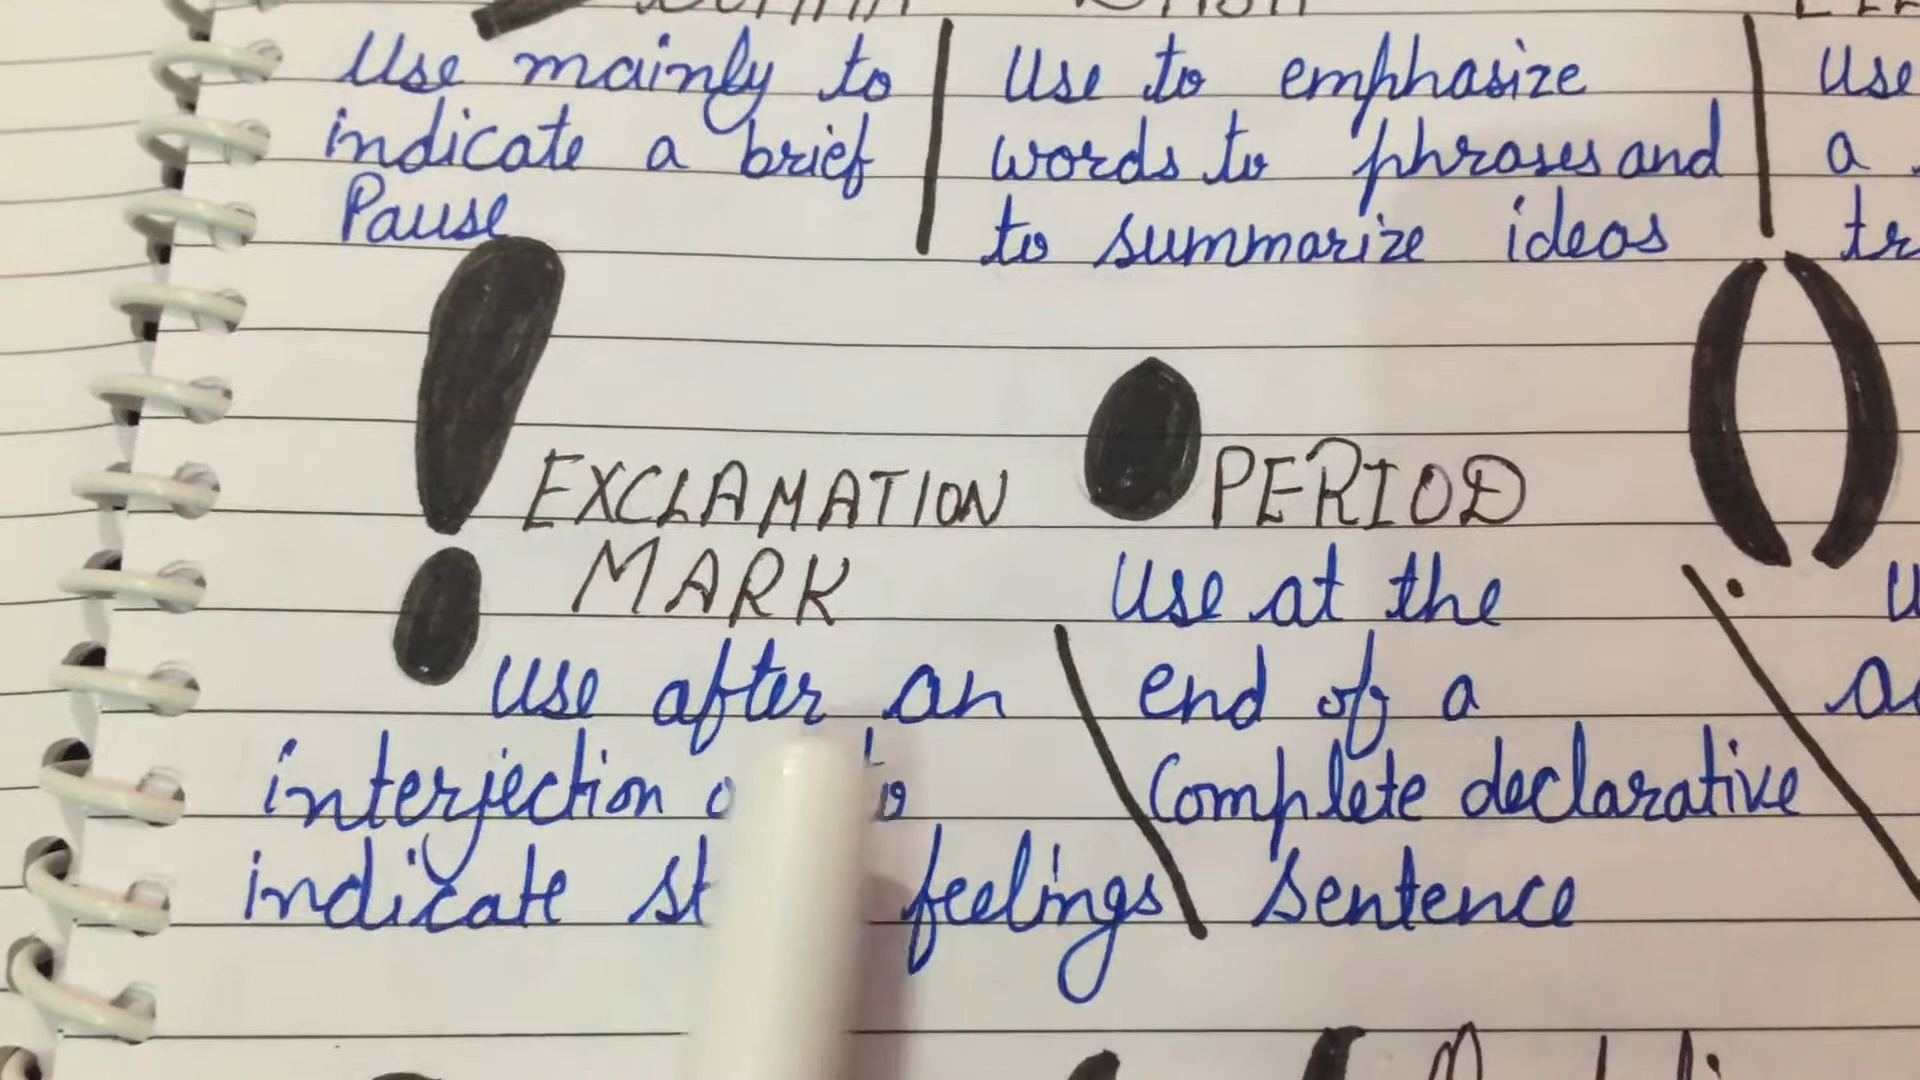 Use mainly to
indicate a brief
Pause
Use to emphasize
words to phrases and
to summarize ideas
Use
a
! EXCLAMATION
MARK
Use after an
interjection
indicate feelings
. PERIOD
Use at the
end of a
Complete declarative
Sentence
()